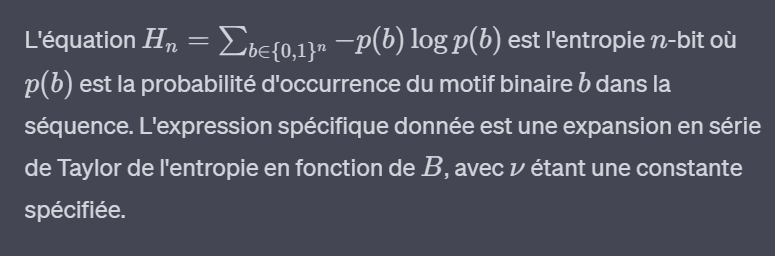 L'équation $H_n = \sum_{b \in \{0,1\}^n} -p(b) \log p(b)$ est l'entropie $n$-bit où
$p(b)$ est la probabilité d'occurrence du motif binaire $b$ dans la
séquence. L'expression spécifique donnée est une expansion en série
de Taylor de l'entropie en fonction de $B$, avec $\nu$ étant une constante
spécifiée.